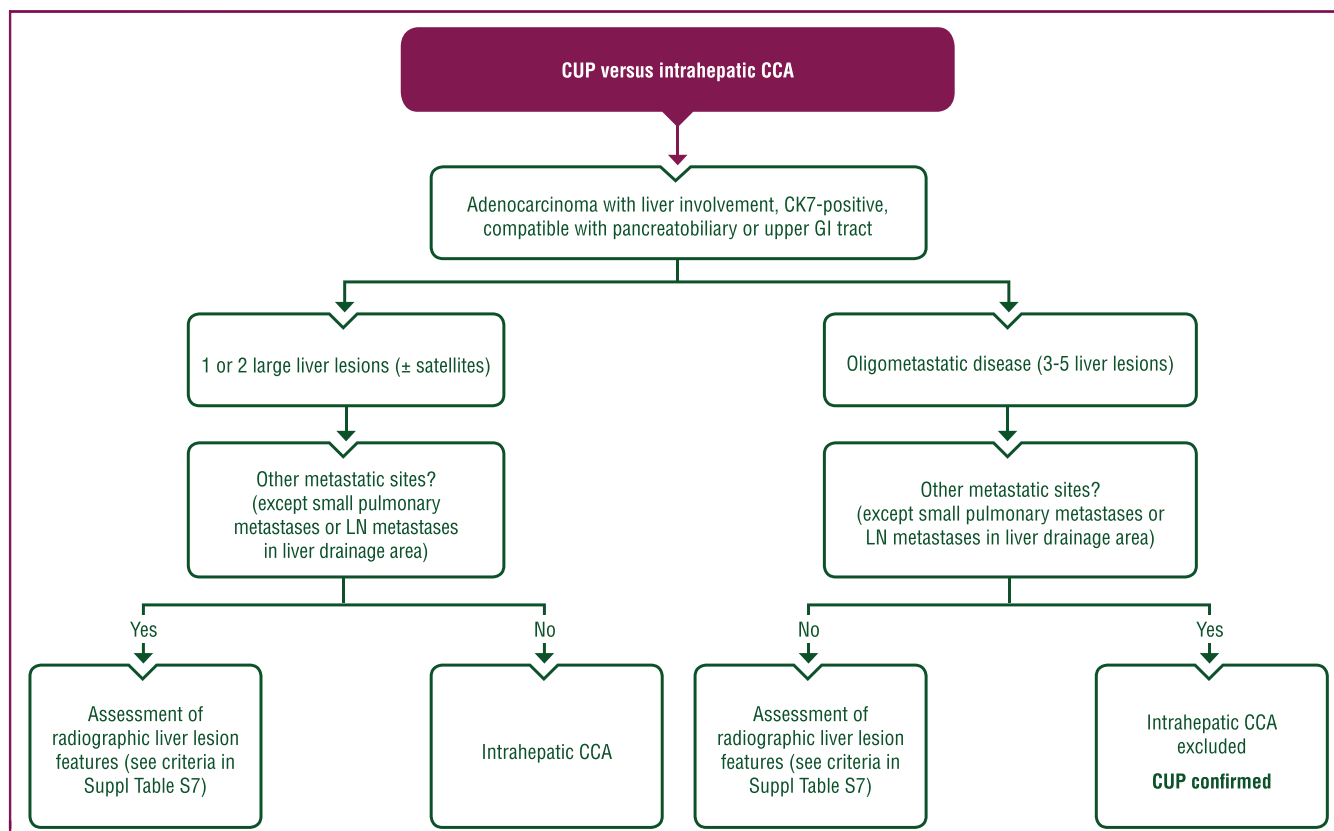 CUP versus intrahepatic CCA
Adenocarcinoma with liver involvement, CK7-positive,
compatible with pancreatobiliary or upper GI tract
1 or 2 large liver lesions (± satellites)
Oligometastatic disease (3-5 liver lesions)
Other metastatic sites?
(except small pulmonary
metastases or LN metastases
in liver drainage area)
Other metastatic sites?
(except small pulmonary metastases or
LN metastases in liver drainage area)
Yes
No
No
Yes
Assessment of
radiographic liver lesion
features (see criteria in
Suppl Table S7)
Intrahepatic CCA
Assessment of
radiographic liver lesion
features (see criteria in
Suppl Table S7)
Intrahepatic CCA
excluded
CUP confirmed